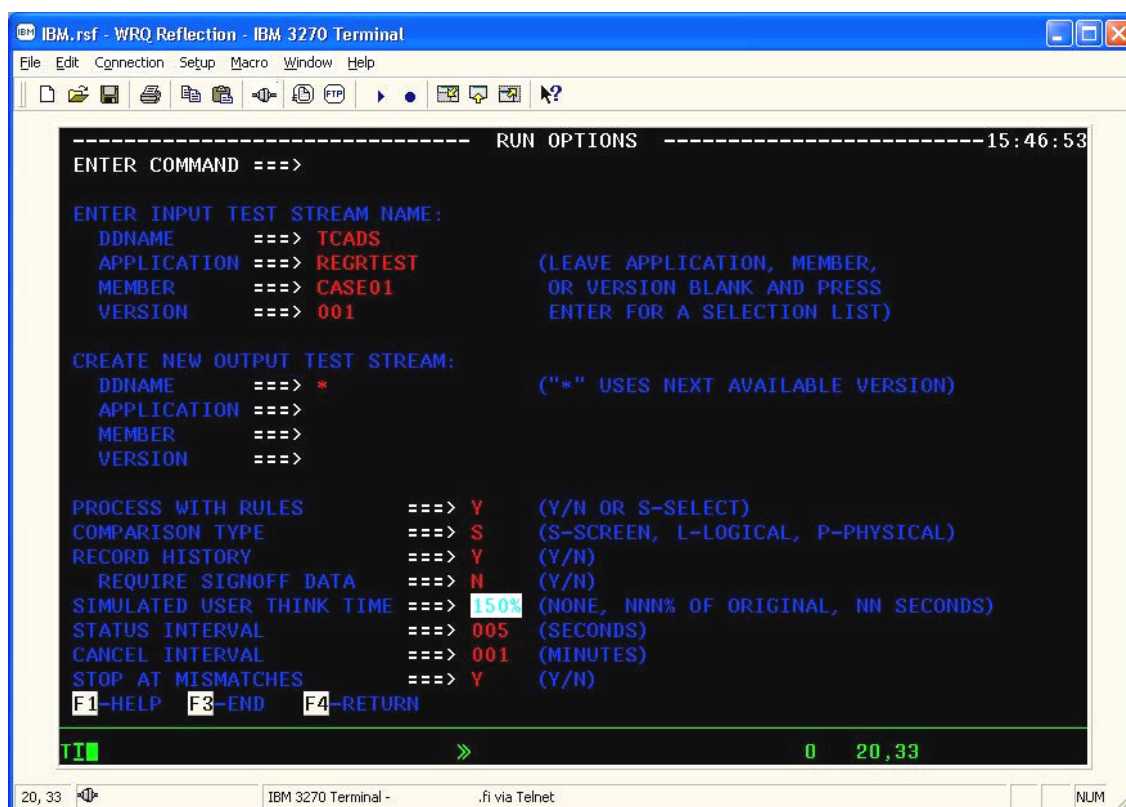 IBM IBM.rsf - WRQ Reflection - IBM 3270 Terminal
File Edit Connection Setup Macro Window Help
FTP
------------------------------- RUN OPTIONS -------------------------15:46:53
ENTER COMMAND ===>
ENTER INPUT TEST STREAM NAME:
DDNAME ===> TCADS
APPLICATION ===> REGRTEST (LEAVE APPLICATION, MEMBER,
MEMBER ===> CASE01 OR VERSION BLANK AND PRESS
VERSION ===> 001 ENTER FOR A SELECTION LIST)
CREATE NEW OUTPUT TEST STREAM:
DDNAME ===> * ("*" USES NEXT AVAILABLE VERSION)
APPLICATION ===>
MEMBER ===>
VERSION ===>
PROCESS WITH RULES ===> Y (Y/N OR S-SELECT)
COMPARISON TYPE ===> S (S-SCREEN, L-LOGICAL, P-PHYSICAL)
RECORD HISTORY ===> Y (Y/N)
REQUIRE SIGNOFF DATA ===> N (Y/N)
SIMULATED USER THINK TIME ===> 150% (NONE, NNN% OF ORIGINAL, NN SECONDS)
STATUS INTERVAL ===> 005 (SECONDS)
CANCEL INTERVAL ===> 001 (MINUTES)
STOP AT MISMATCHES ===> Y (Y/N)
F1-HELP F3-END F4-RETURN
TI » 0 20,33
20, 33 IBM 3270 Terminal - .fi via Telnet NUM